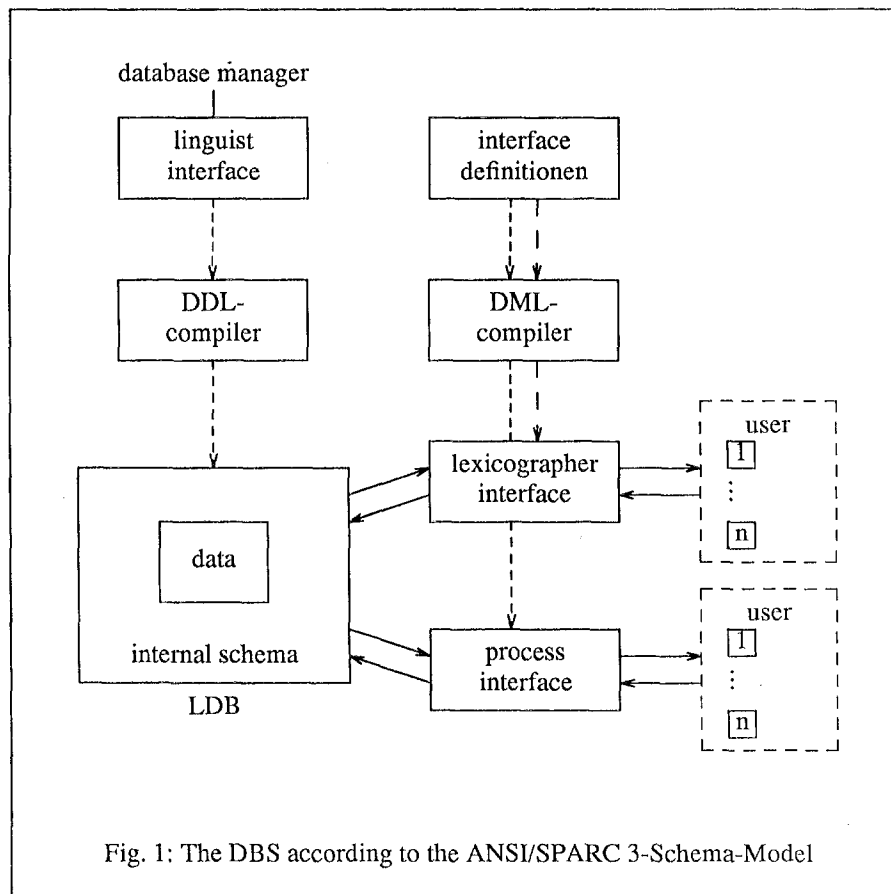 database manager
linguist
interface
interface
definitionen
DDL-
compiler
DML-
compiler
lexicographer
interface
user
1
⋮
n
data
internal schema
LDB
process
interface
user
1
⋮
n
Fig. 1: The DBS according to the ANSI/SPARC 3-Schema-Model